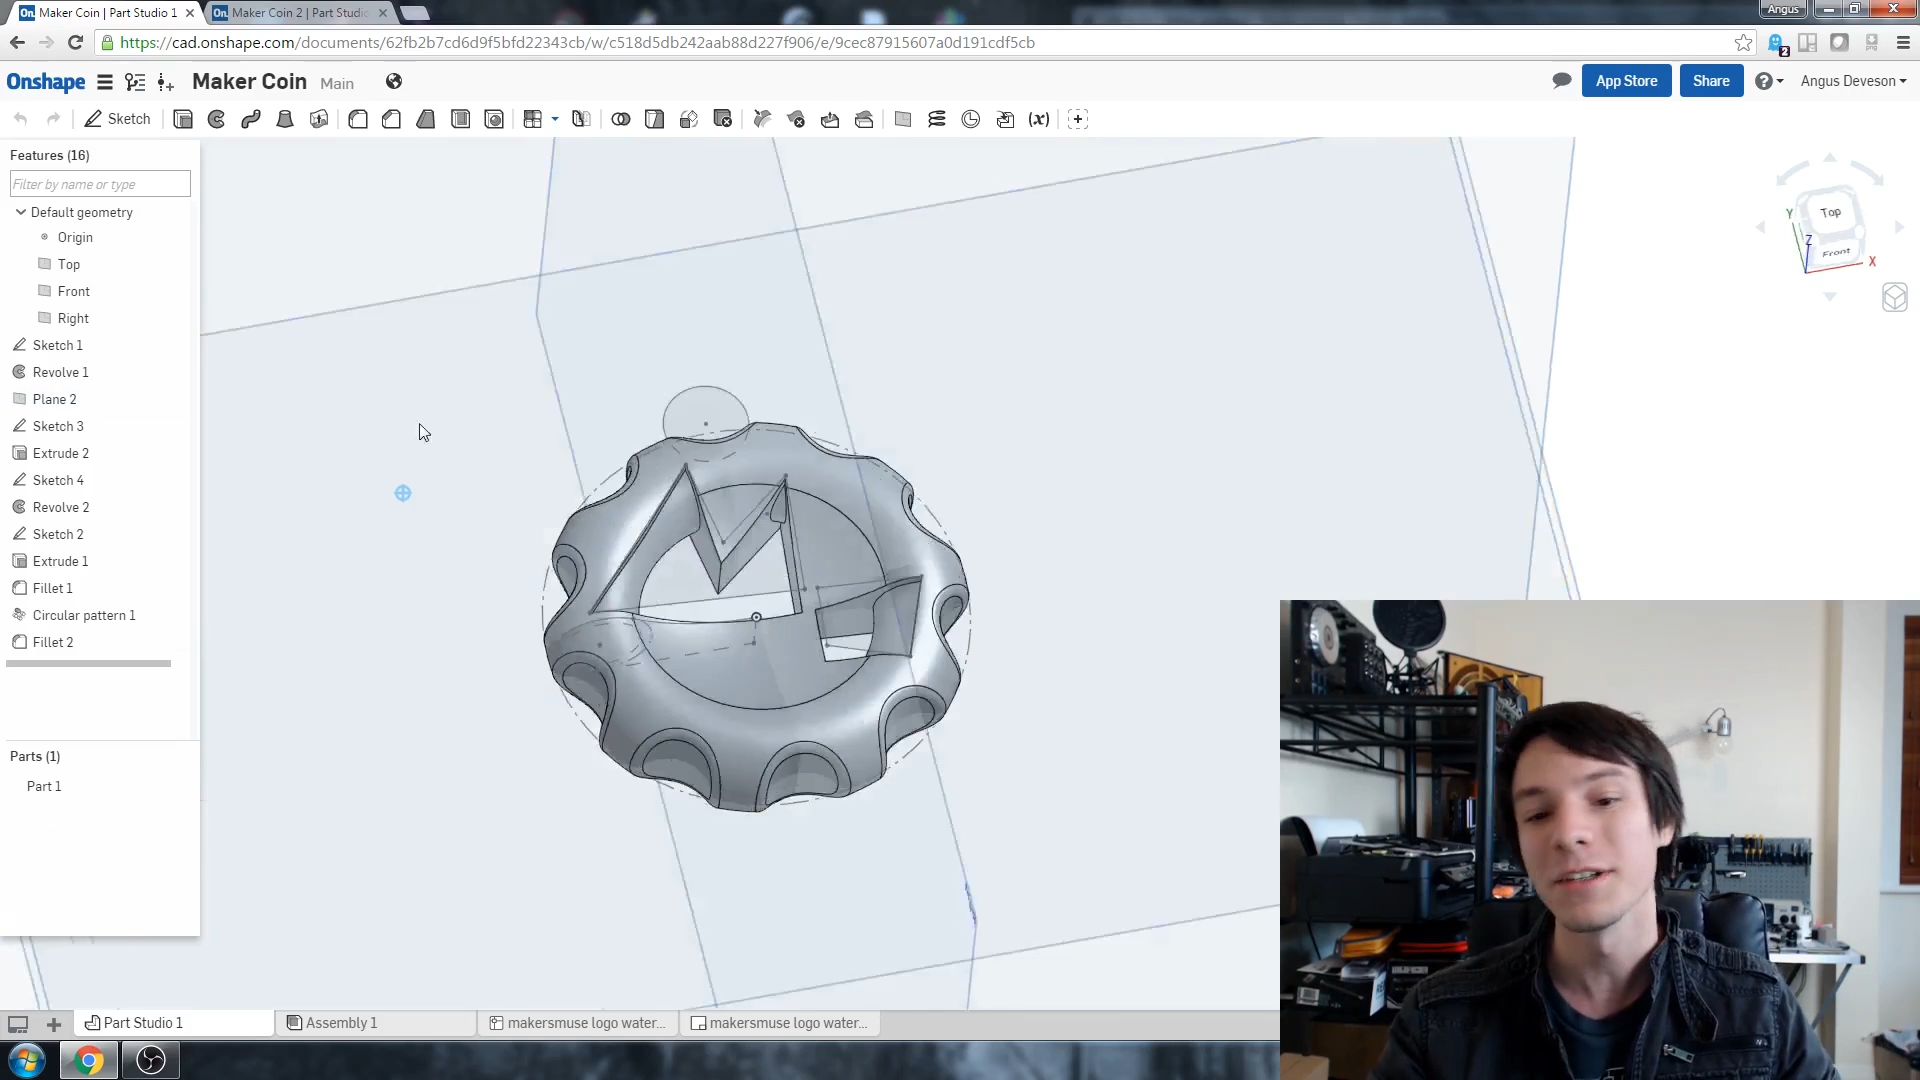 Maker Coin | Part Studio 1
Maker Coin 2 | Part Studio
Angus
https://cad.onshape.com/documents/62fb2b7cd6d9f5bfd22343cb/w/c518d5db242aab88d227f906/e/9cec87915607a0d191cdf5cb
2
Onshape
Maker Coin
Main
App Store
Share
Angus Deveson
Sketch
(x)
Features (16)
Filter by name or type
Default geometry
Origin
Top
Front
Right
Sketch 1
Revolve 1
Plane 2
Sketch 3
Extrude 2
Sketch 4
Revolve 2
Sketch 2
Extrude 1
Fillet 1
Circular pattern 1
Fillet 2
Parts (1)
Part 1
Top
Front
Y
Z
X
Part Studio 1
Assembly 1
makersmuse logo water...
makersmuse logo water...